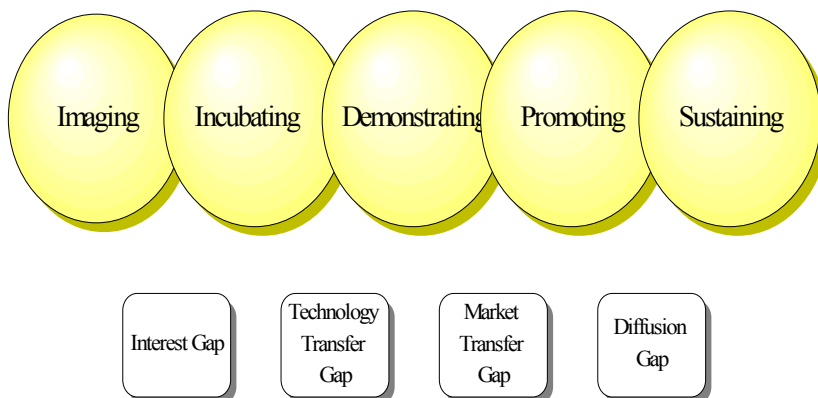 Imaging
Incubating
Demonstrating
Promoting
Sustaining
Interest Gap
Technology
Transfer
Gap
Market
Transfer
Gap
Diffusion
Gap